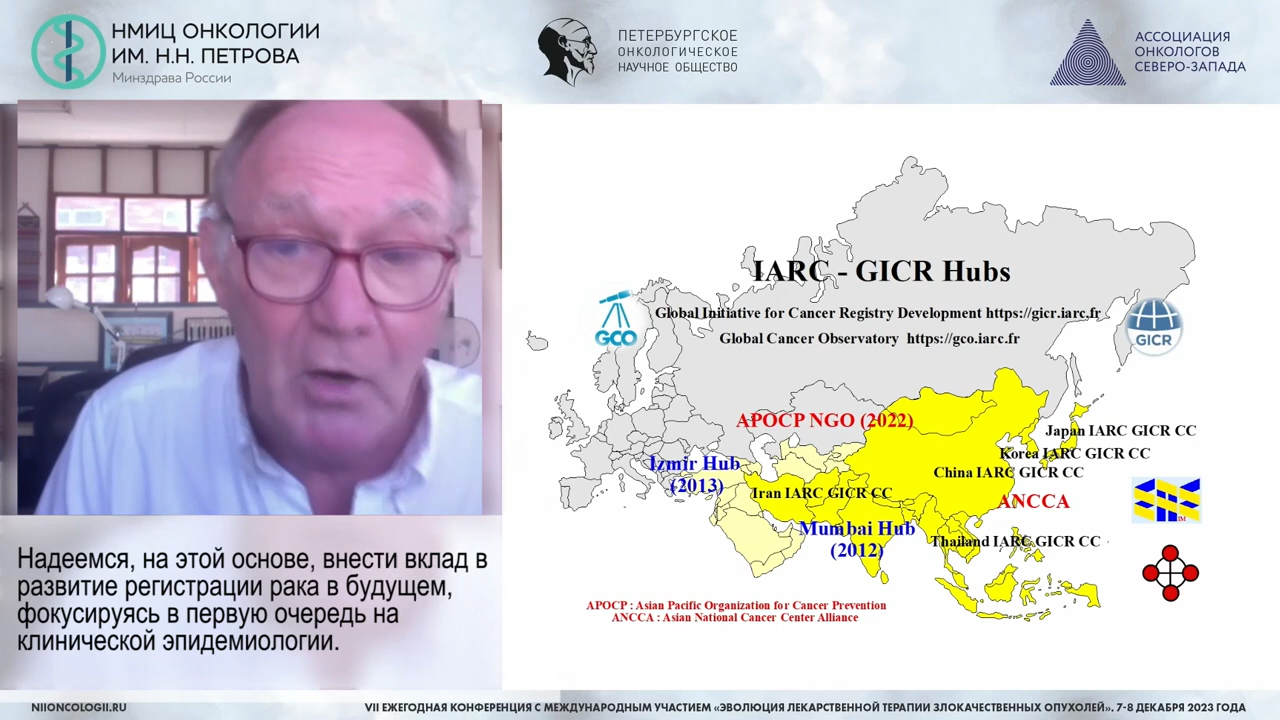 НМИЦ ОНКОЛОГИИ
ИМ. Н.Н. ПЕТРОВА
Минздрава России
ПЕТЕРБУРГСКОЕ
ОНКОЛОГИЧЕСКОЕ
НАУЧНОЕ ОБЩЕСТВО
АССОЦИАЦИЯ
ОНКОЛОГОВ
СЕВЕРО-ЗАПАДА
IARC - GICR Hubs
Global Initiative for Cancer Registry Development https://gicr.iarc.fr
Global Cancer Observatory https://gco.iarc.fr
GCO
GICR
APOCP NGO (2022)
Japan IARC GICR CC
Korea IARC GICR CC
China IARC GICR CC
Izmir Hub
(2013)
Iran IARC GICR CC
ANCCA
IM
Mumbai Hub
(2012)
Thailand IARC GICR CC
APOCP : Asian Pacific Organization for Cancer Prevention
ANCCA : Asian National Cancer Center Alliance
Надеемся, на этой основе, внести вклад в
развитие регистрации рака в будущем,
фокусируясь в первую очередь на
клинической эпидемиологии.
NIIONCOLOGII.RU
VII ЕЖЕГОДНАЯ КОНФЕРЕНЦИЯ С МЕЖДУНАРОДНЫМ УЧАСТИЕМ «ЭВОЛЮЦИЯ ЛЕКАРСТВЕННОЙ ТЕРАПИИ ЗЛОКАЧЕСТВЕННЫХ ОПУХОЛЕЙ». 7-8 ДЕКАБРЯ 2023 ГОДА